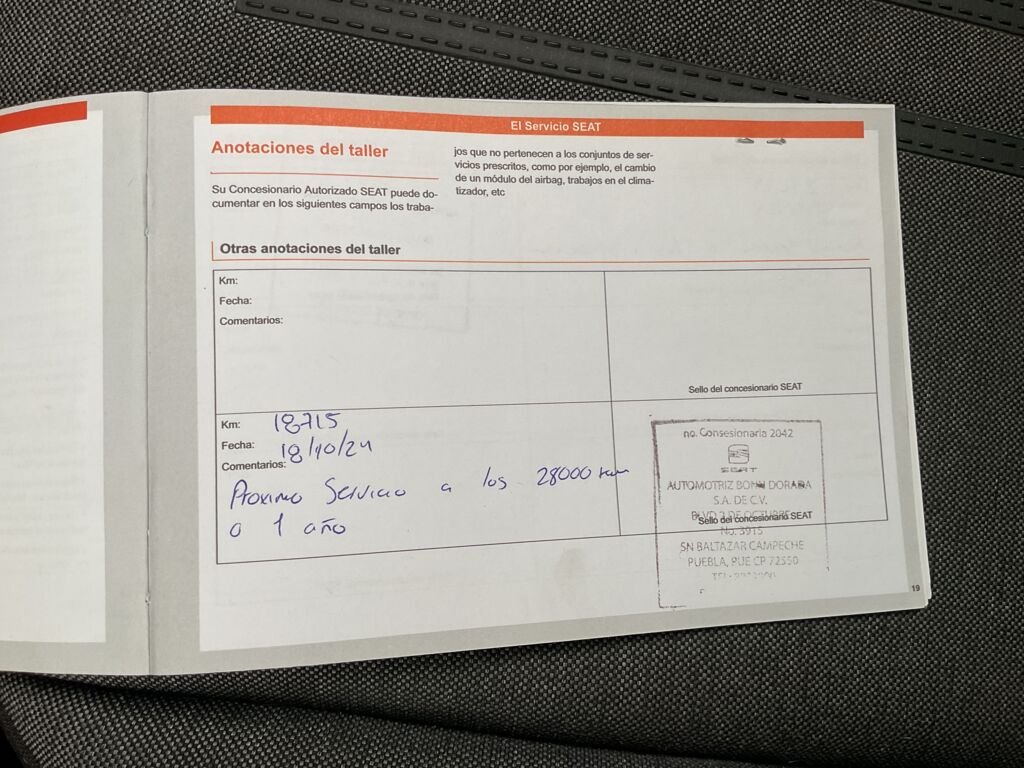 El Servicio SEAT
Anotaciones del taller
Su Concesionario Autorizado SEAT puede do-
cumentar en los siguientes campos los traba-
jos que no pertenecen a los conjuntos de ser-
vicios prescritos, como por ejemplo, el cambio
de un módulo del airbag, trabajos en el clima-
tizador, etc
Otras anotaciones del taller
Km:
Fecha:
Comentarios:
Sello del concesionario SEAT
Km: 18715
Fecha: 18/10/24
Comentarios:
Proximo Servicio a los 28000 km
o 1 año
no. Consesionaria 2042
SEAT
AUTOMOTRIZ DORADA
S.A. DE C.V.
BLVD
Sello del concesionario SEAT
No. 3915
SN BALTAZAR CAMPECHE
PUEBLA, PUE CP 72550
19